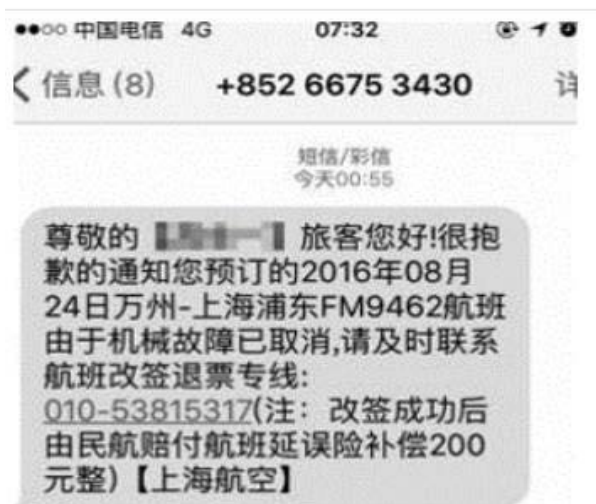 中国电信 4G 07:32
信息 (8) +852 6675 3430 详
短信/彩信
今天00:55
尊敬的 旅客您好!很抱
歉的通知您预订的2016年08月
24日万州-上海浦东FM9462航班
由于机械故障已取消,请及时联系
航班改签退票专线:
010-53815317(注：改签成功后
由民航赔付航班延误险补偿200
元整)【上海航空】